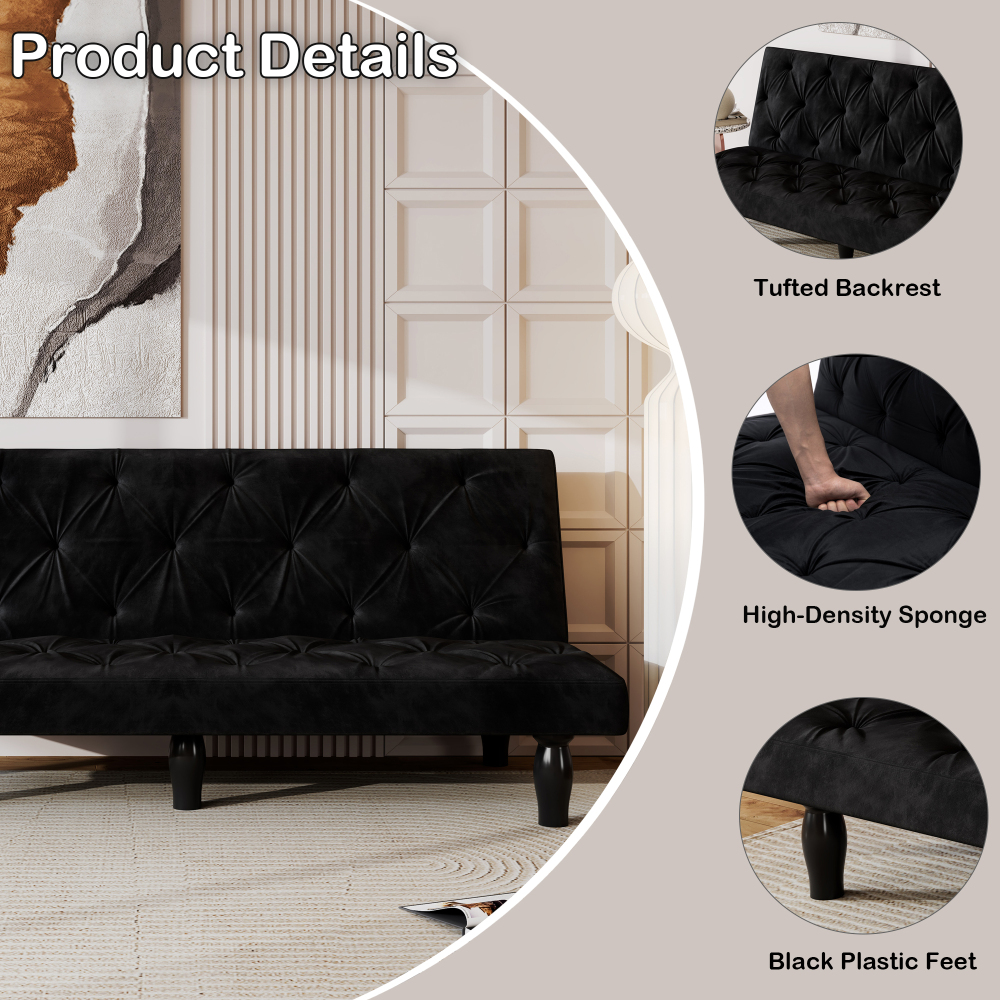 Product Details
Tufted Backrest
High-Density Sponge
Black Plastic Feet